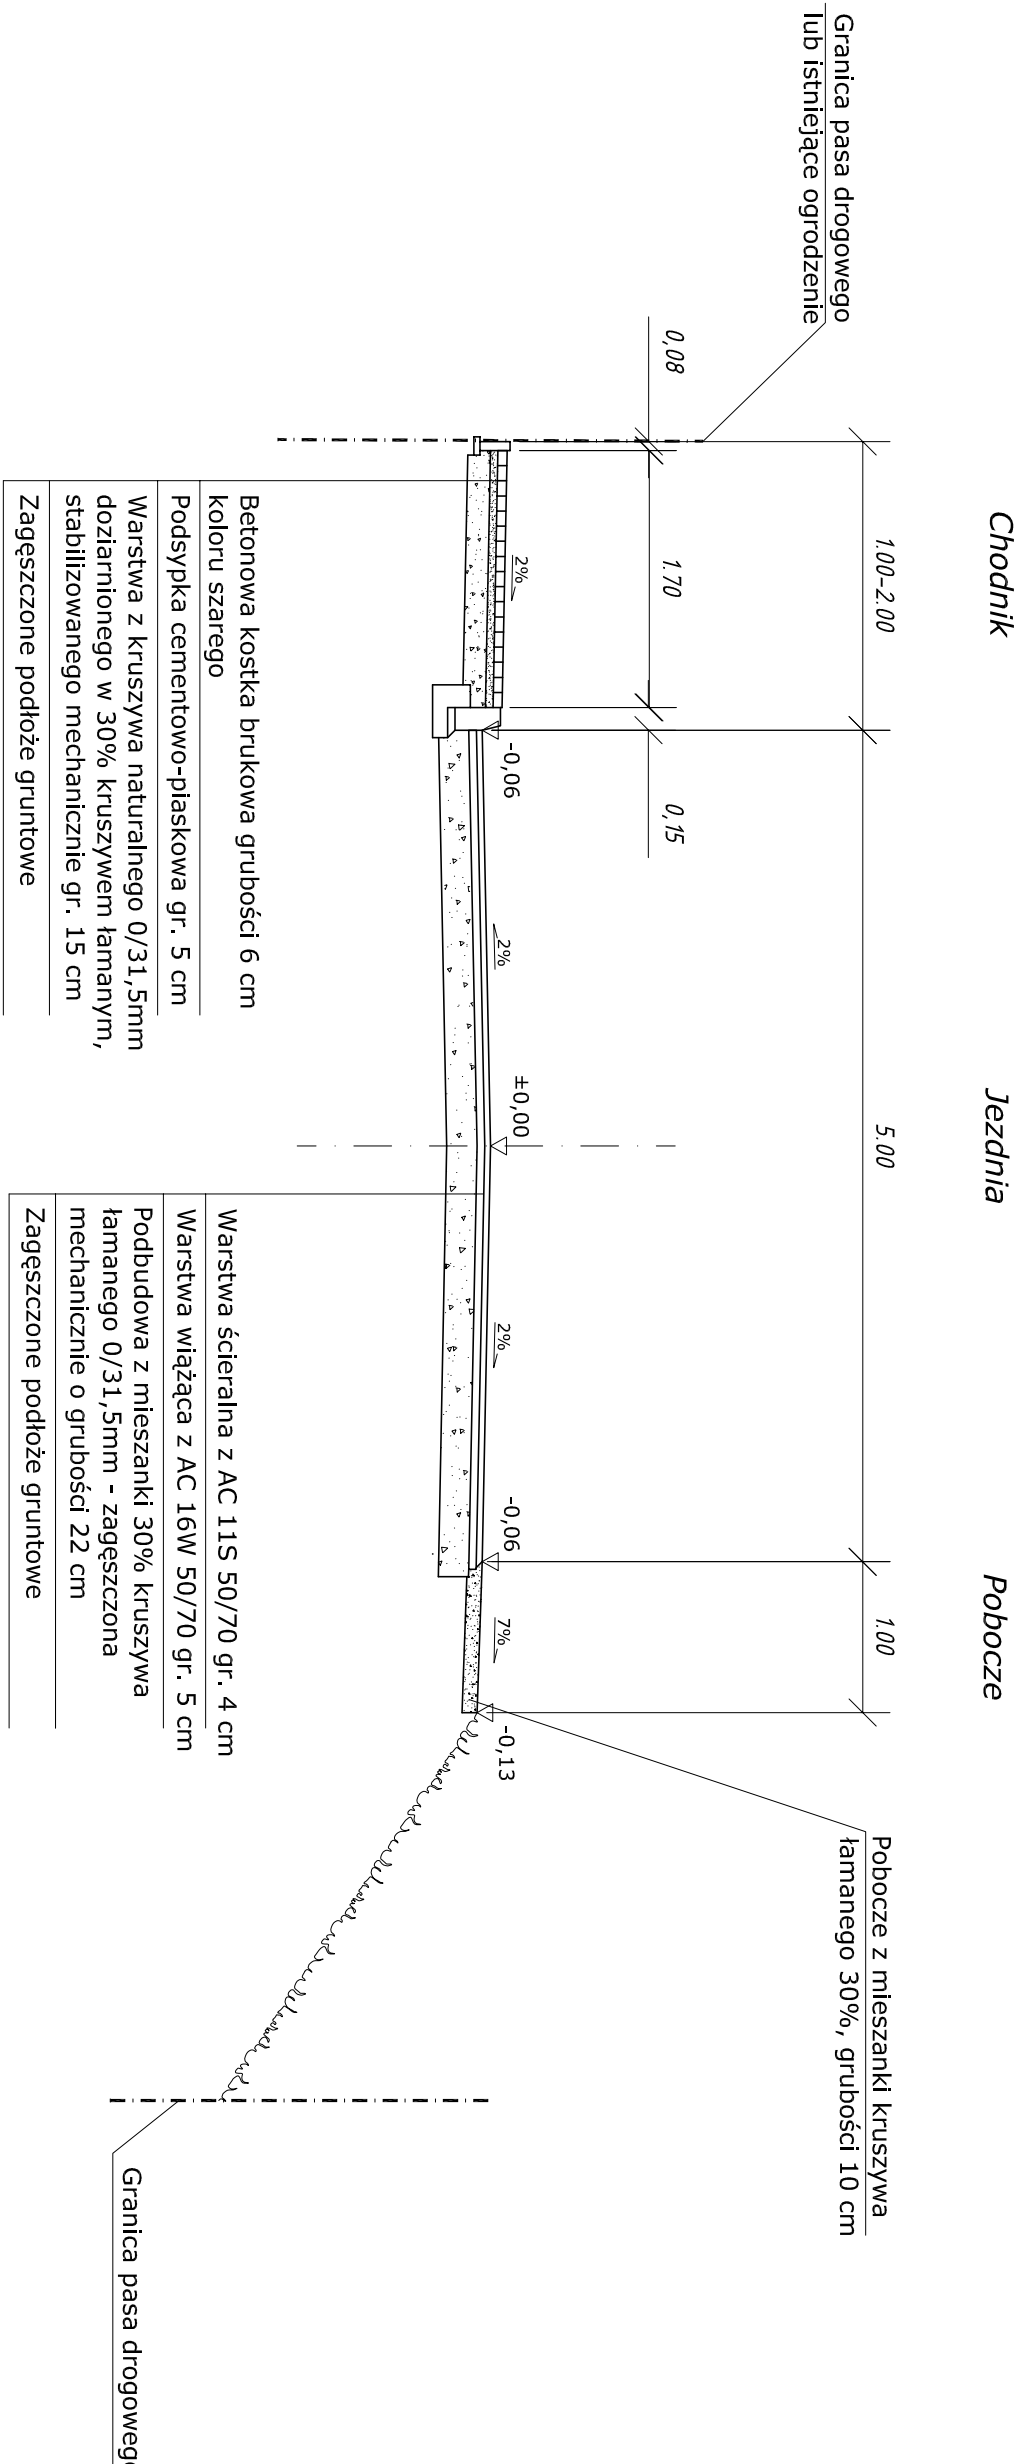 Chodnik
Jezdnia
Pobocze
Granica pasa drogowego
lub istniejące ogrodzenie
1.00-2.00
5.00
1.00
0,08
1.70
0,15
Pobocze z mieszanki kruszywa
łamanego 30%, grubości 10 cm
2%
-0,06
2%
±0,00
2%
-0,06
7%
-0,13
Betonowa kostka brukowa grubości 6 cm
koloru szarego
Podsypka cementowo-piaskowa gr. 5 cm
Warstwa z kruszywa naturalnego 0/31,5mm
doziarnionego w 30% kruszywem łamanym,
stabilizowanego mechanicznie gr. 15 cm
Zagęszczone podłoże gruntowe
Warstwa ścieralna z AC 11S 50/70 gr. 4 cm
Warstwa wiążąca z AC 16W 50/70 gr. 5 cm
Podbudowa z mieszanki 30% kruszywa
łamanego 0/31,5mm - zagęszczona
mechanicznie o grubości 22 cm
Zagęszczone podłoże gruntowe
Granica pasa drogowego